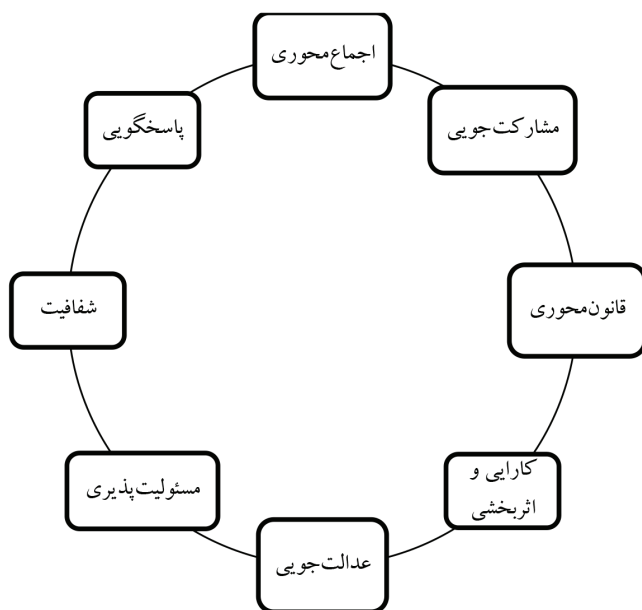 اجماع‌محوری
مشارکت‌جویی
قانون‌محوری
کارایی و
اثربخشی
عدالت‌جویی
مسئولیت‌پذیری
شفافیت
پاسخگویی